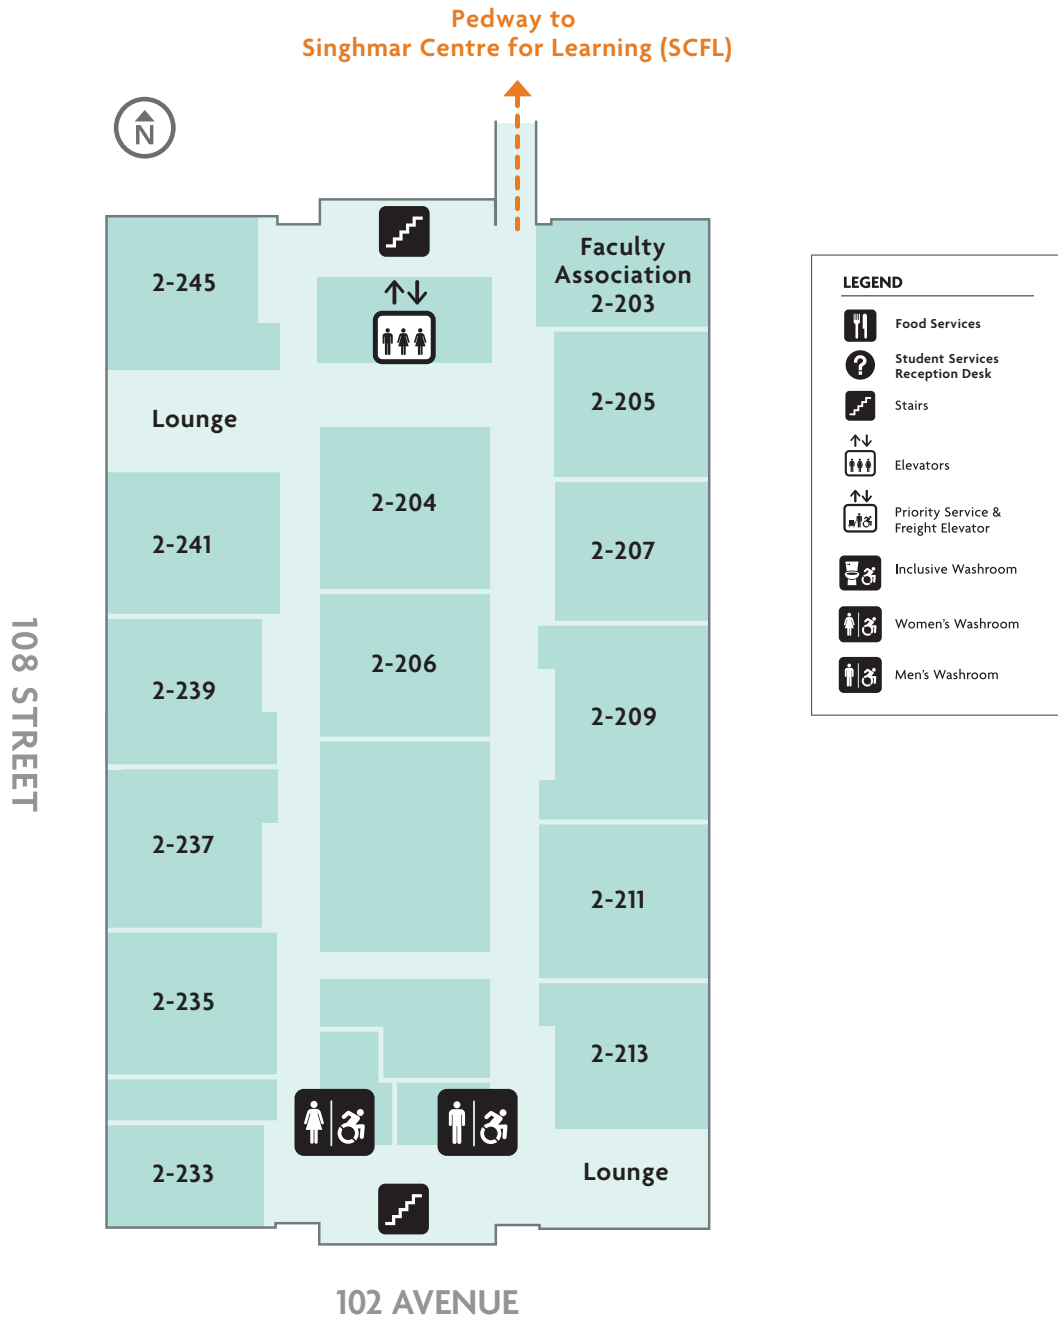 Pedway to
Singhmar Centre for Learning (SCFL)
N
2-245
Faculty
Association
2-203
Lounge
2-205
2-204
2-241
2-207
2-206
2-239
2-209
2-237
2-211
2-235
2-213
2-233
Lounge
108 STREET
102 AVENUE
LEGEND
Food Services
?
Student Services
Reception Desk
Stairs
Elevators
Priority Service &
Freight Elevator
Inclusive Washroom
Women's Washroom
Men's Washroom